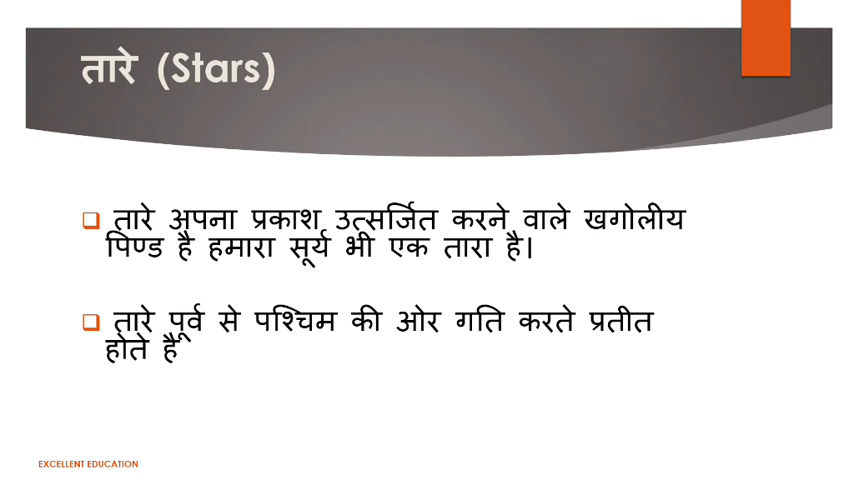 तारे (Stars)
तारे अपना प्रकाश उत्सर्जित करने वाले खगोलीय
पिण्ड है हमारा सूर्य भी एक तारा है।
तारे पूर्व से पश्चिम की ओर गति करते प्रतीत
होते है
EXCELLENT EDUCATION